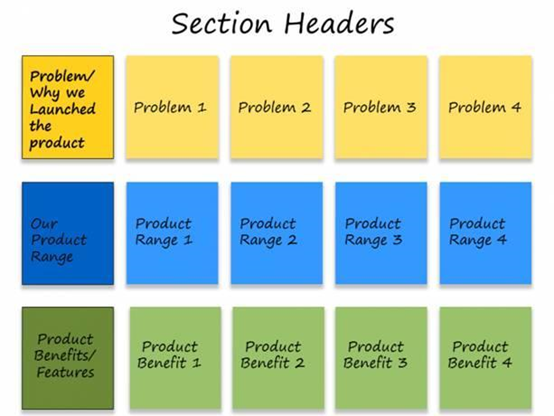 Section Headers
Problem/
Why we
Launched
the
product
Problem 1
Problem 2
Problem 3
Problem 4
Our
Product
Range
Product
Range 1
Product
Range 2
Product
Range 3
Product
Range 4
Product
Benefits/
Features
Product
Benefit 1
Product
Benefit 2
Product
Benefit 3
Product
Benefit 4